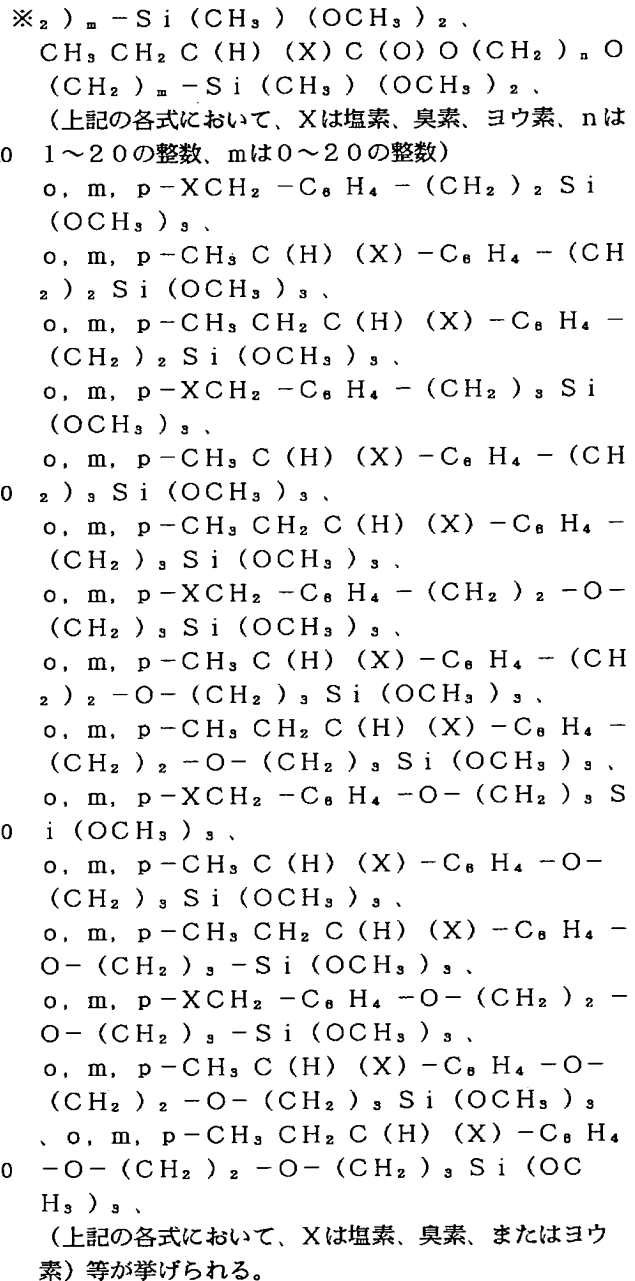 ※₂)ₘ−Si(CH₃)(OCH₃)₂、
CH₃CH₂C(H)(X)C(O)O(CH₂)ₙO
(CH₂)ₘ−Si(CH₃)(OCH₃)₂、
(上記の各式において、Xは塩素、臭素、ヨウ素、nは
0 1〜20の整数、mは0〜20の整数)
o,m,p−XCH₂−C₆H₄−(CH₂)₂Si
(OCH₃)₃、
o,m,p−CH₃C(H)(X)−C₆H₄−(CH
₂)₂Si(OCH₃)₃、
o,m,p−CH₃CH₂C(H)(X)−C₆H₄−
(CH₂)₂Si(OCH₃)₃、
o,m,p−XCH₂−C₆H₄−(CH₂)₃Si
(OCH₃)₃、
o,m,p−CH₃C(H)(X)−C₆H₄−(CH
0 ₂)₃Si(OCH₃)₃、
o,m,p−CH₃CH₂C(H)(X)−C₆H₄−
(CH₂)₃Si(OCH₃)₃、
o,m,p−XCH₂−C₆H₄−(CH₂)₂−O−
(CH₂)₃Si(OCH₃)₃、
o,m,p−CH₃C(H)(X)−C₆H₄−(CH
₂)₂−O−(CH₂)₃Si(OCH₃)₃、
o,m,p−CH₃CH₂C(H)(X)−C₆H₄−
(CH₂)₂−O−(CH₂)₃Si(OCH₃)₃、
o,m,p−XCH₂−C₆H₄−O−(CH₂)₃S
0 i(OCH₃)₃、
o,m,p−CH₃C(H)(X)−C₆H₄−O−
(CH₂)₃Si(OCH₃)₃、
o,m,p−CH₃CH₂C(H)(X)−C₆H₄−
O−(CH₂)₃−Si(OCH₃)₃、
o,m,p−XCH₂−C₆H₄−O−(CH₂)₂−
O−(CH₂)₃−Si(OCH₃)₃、
o,m,p−CH₃C(H)(X)−C₆H₄−O−
(CH₂)₂−O−(CH₂)₃Si(OCH₃)₃
、o,m,p−CH₃CH₂C(H)(X)−C₆H₄
0 −O−(CH₂)₂−O−(CH₂)₃Si(OC
H₃)₃、
(上記の各式において、Xは塩素、臭素、またはヨウ
素)等が挙げられる。